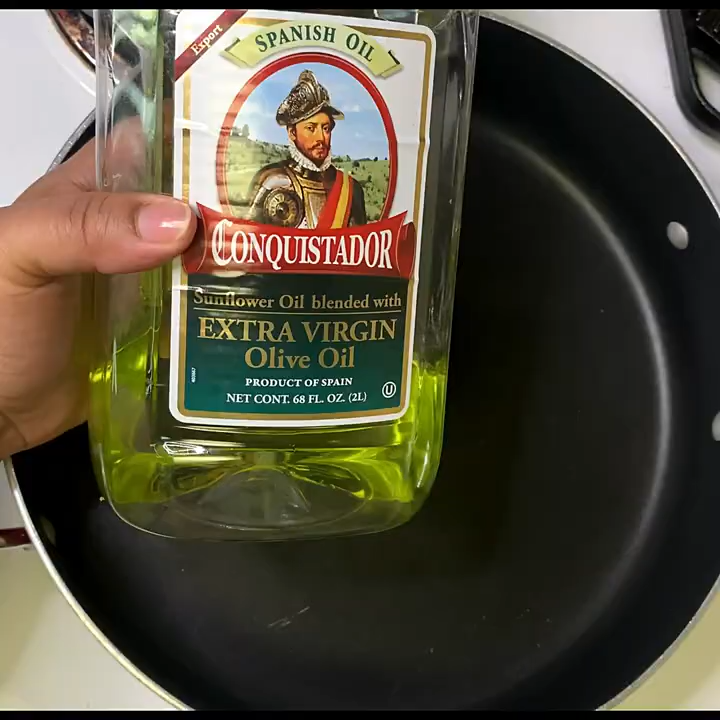 Export
SPANISH OIL
CONQUISTADOR
Sunflower Oil blended with
EXTRA VIRGIN
Olive Oil
PRODUCT OF SPAIN
NET CONT. 68 FL. OZ. (2L)
U